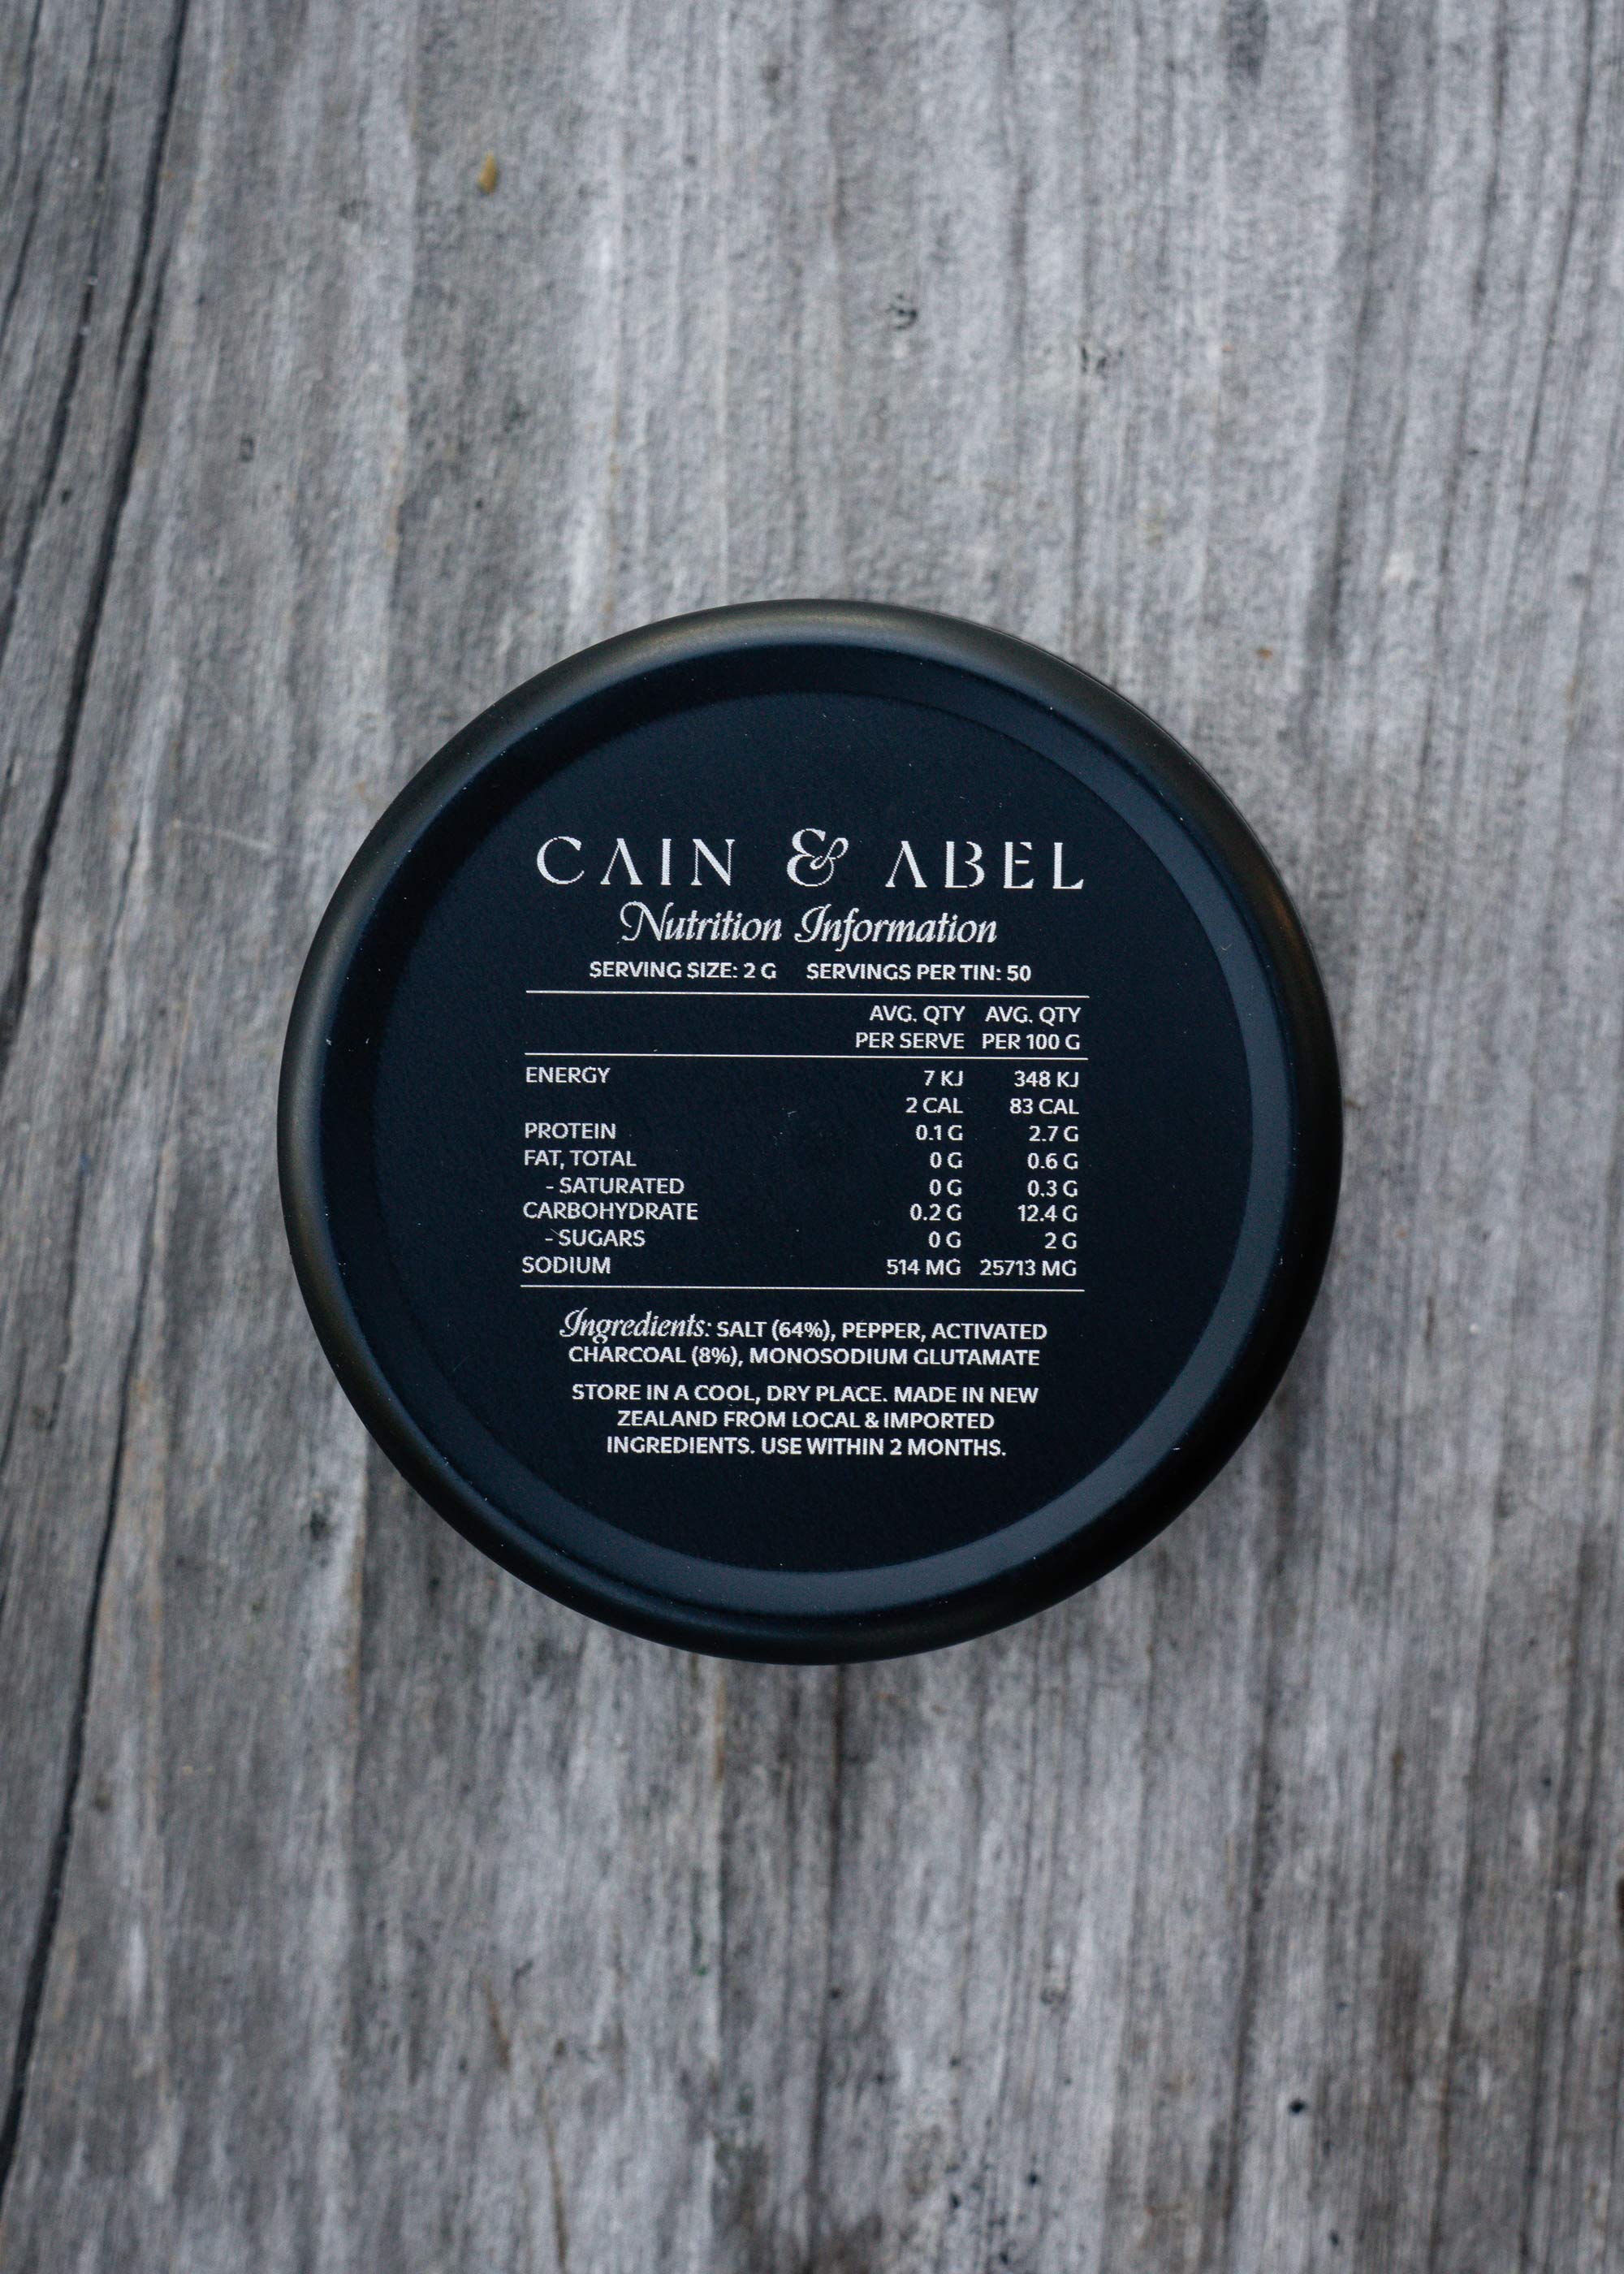 CAIN & ABEL
Nutrition Information
SERVING SIZE: 2 G SERVINGS PER TIN: 50
AVG. QTY AVG. QTY
PER SERVE PER 100 G
ENERGY 7 KJ 348 KJ
2 CAL 83 CAL
PROTEIN 0.1 G 2.7 G
FAT, TOTAL 0 G 0.6 G
- SATURATED 0 G 0.3 G
CARBOHYDRATE 0.2 G 12.4 G
- SUGARS 0 G 2 G
SODIUM 514 MG 25713 MG
Ingredients: SALT (64%), PEPPER, ACTIVATED
CHARCOAL (8%), MONOSODIUM GLUTAMATE
STORE IN A COOL, DRY PLACE. MADE IN NEW
ZEALAND FROM LOCAL & IMPORTED
INGREDIENTS. USE WITHIN 2 MONTHS.